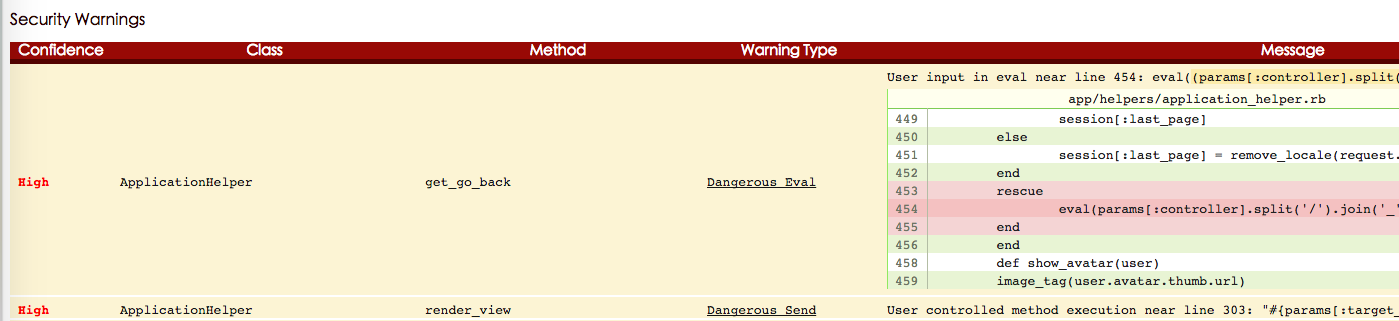 Security Warnings
Confidence Class Method Warning Type Message
User input in eval near line 454: eval((params[:controller].split(
app/helpers/application_helper.rb
449 session[:last_page]
450 else
451 session[:last_page] = remove_locale(request.
452 end
453 rescue
High ApplicationHelper get_go_back Dangerous Eval
454 eval(params[:controller].split('/').join('_'
455 end
456 end
458 def show_avatar(user)
459 image_tag(user.avatar.thumb.url)
High ApplicationHelper render_view Dangerous Send User controlled method execution near line 303: "#{params[:target_